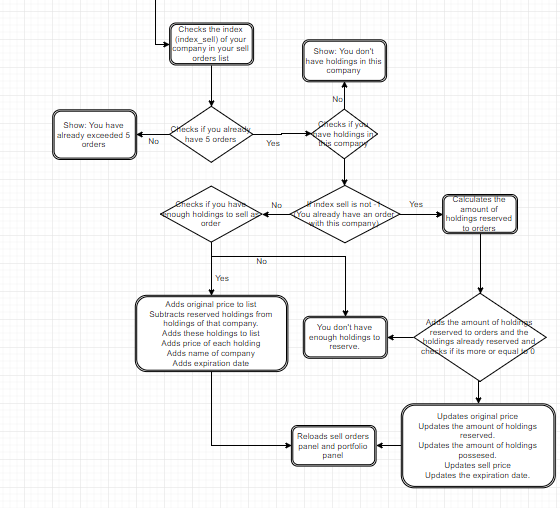 Checks the index
(index_sell) of your
company in your sell
orders list
Show: You don't
have holdings in this
company
No
Show: You have
already exceeded 5
orders
No
Checks if you already
have 5 orders
Yes
Checks if you
have holdings in
this company
Checks if you have
enough holdings to sell as
order
No
If index sell is not -1
(You already have an order
with this company)
Yes
Calculates the
amount of
holdings reserved
to orders
No
Yes
Adds original price to list
Subtracts reserved holdings from
holdings of that company.
Adds these holdings to list
Adds price of each holding
Adds name of company
Adds expiration date
You don't have
enough holdings to
reserve.
Adds the amount of holdings
reserved to orders and the
holdings already reserved and
checks if its more or equal to 0
Reloads sell orders
panel and portfolio
panel
Updates original price
Updates the amount of holdings
reserved.
Updates the amount of holdings
possesed.
Updates sell price
Updates the expiration date.